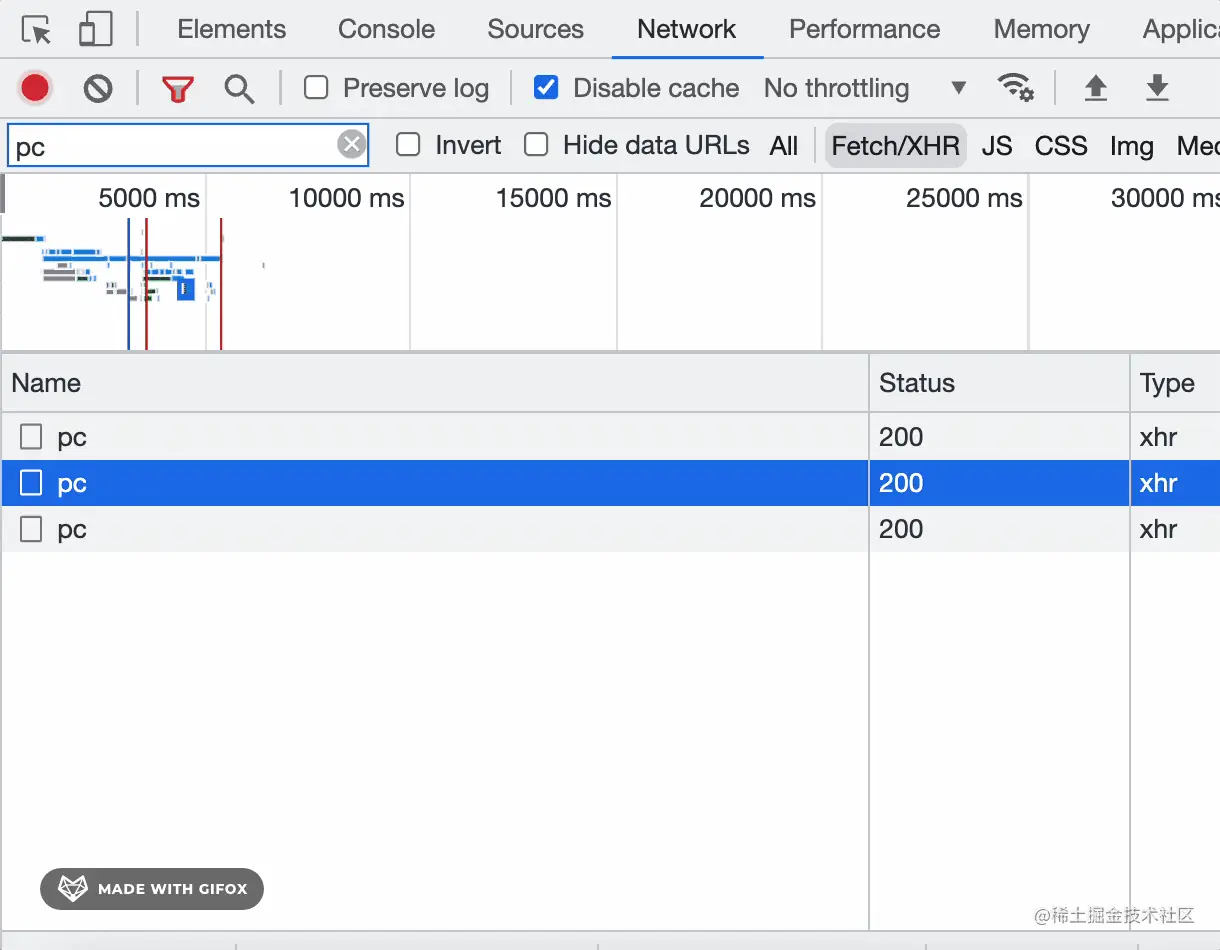 Elements Console Sources Network Performance Memory Applica
Preserve log Disable cache No throttling
pc Invert Hide data URLs All Fetch/XHR JS CSS Img Med
5000 ms 10000 ms 15000 ms 20000 ms 25000 ms 30000 ms
Name Status Type
pc 200 xhr
pc 200 xhr
pc 200 xhr
MADE WITH GIFOX
@稀土掘金技术社区